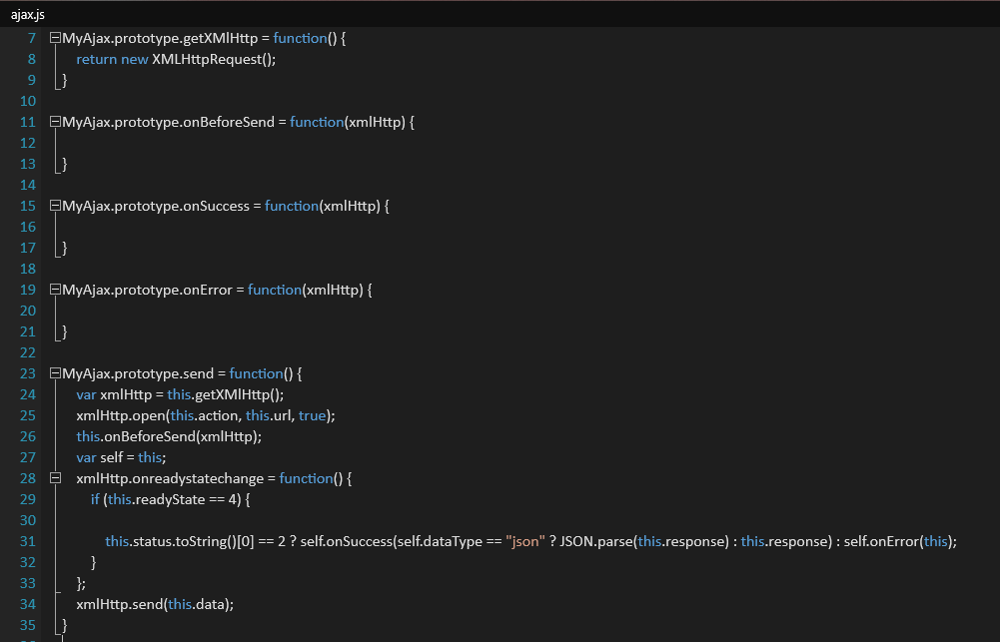 ajax.js
7 MyAjax.prototype.getXMlHttp = function() {
8 return new XMLHttpRequest();
9 }
10
11 MyAjax.prototype.onBeforeSend = function(xmlHttp) {
12
13 }
14
15 MyAjax.prototype.onSuccess = function(xmlHttp) {
16
17 }
18
19 MyAjax.prototype.onError = function(xmlHttp) {
20
21 }
22
23 MyAjax.prototype.send = function() {
24 var xmlHttp = this.getXMlHttp();
25 xmlHttp.open(this.action, this.url, true);
26 this.onBeforeSend(xmlHttp);
27 var self = this;
28 xmlHttp.onreadystatechange = function() {
29 if (this.readyState == 4) {
30
31 this.status.toString()[0] == 2 ? self.onSuccess(self.dataType == "json" ? JSON.parse(this.response) : this.response) : self.onError(this);
32 }
33 };
34 xmlHttp.send(this.data);
35 }